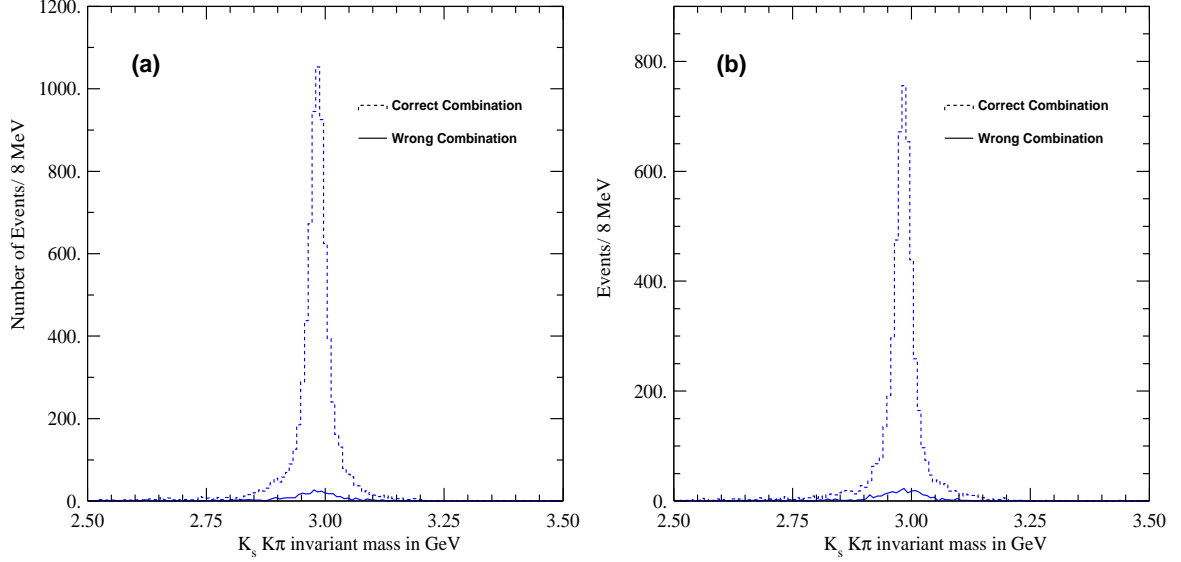 1200.
1000.
800.
600.
400.
200.
0.
Number of Events/ 8 MeV
(a)
Correct Combination
Wrong Combination
2.50 2.75 3.00 3.25 3.50
K_s Kπ invariant mass in GeV
800.
600.
400.
200.
0.
Events/ 8 MeV
(b)
Correct Combination
Wrong Combination
2.50 2.75 3.00 3.25 3.50
K_s Kπ invariant mass in GeV